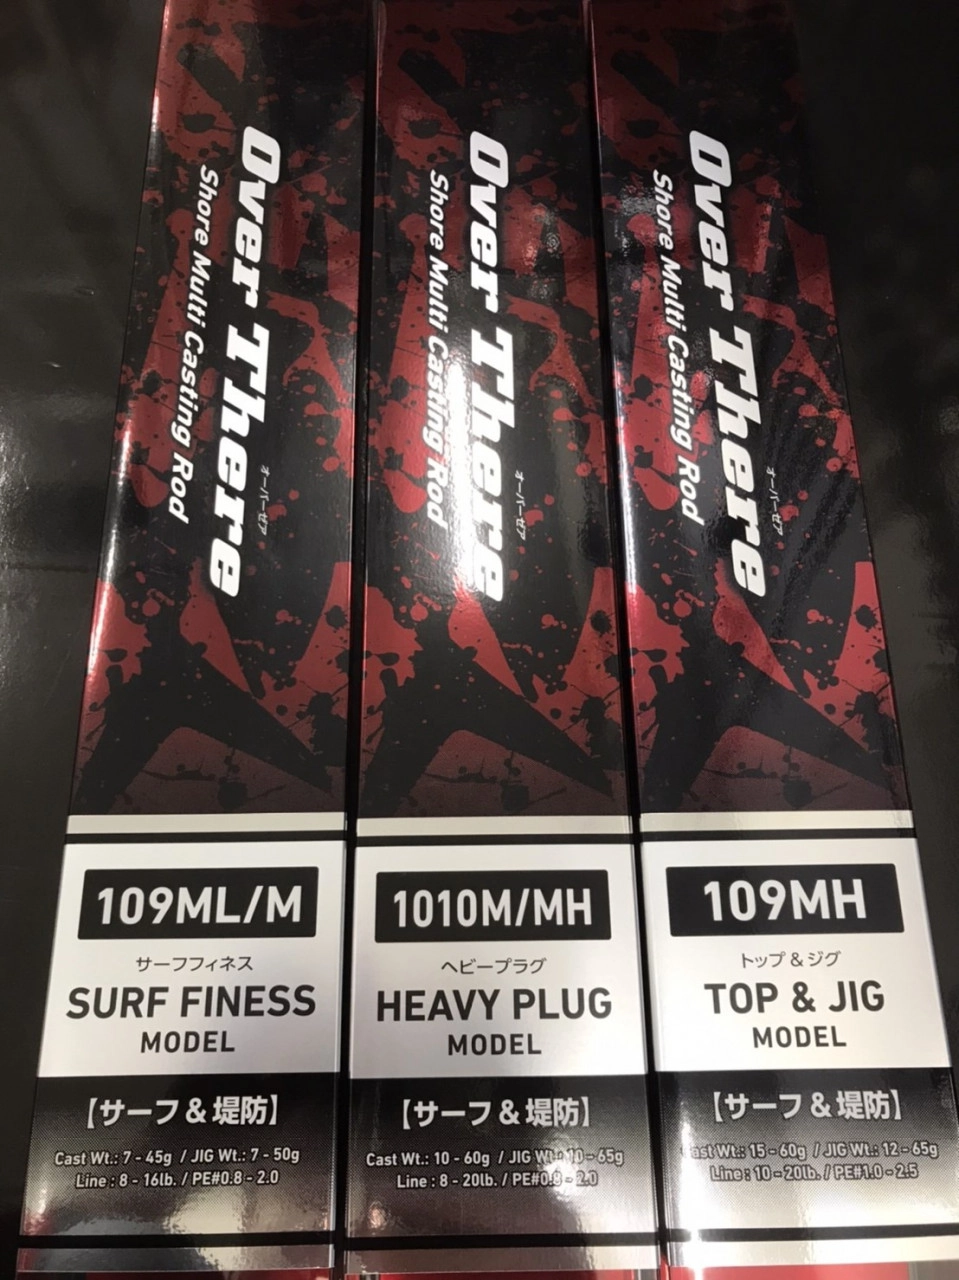 Over There
オーバーゼア
Shore Multi Casting Rod
109ML/M
サーフフィネス
SURF FINESS
MODEL
【サーフ＆堤防】
Cast Wt.: 7 - 45g / JIG Wt.: 7 - 50g
Line : 8 - 16lb. / PE#0.8 - 2.0
Over There
オーバーゼア
Shore Multi Casting Rod
1010M/MH
ヘビープラグ
HEAVY PLUG
MODEL
【サーフ＆堤防】
Cast Wt.: 10 - 60g / JIG Wt.: 10 - 65g
Line : 8 - 20lb. / PE#0.8 - 2.0
Over There
オーバーゼア
Shore Multi Casting Rod
109MH
トップ＆ジグ
TOP & JIG
MODEL
【サーフ＆堤防】
Cast Wt.: 15 - 60g / JIG Wt.: 12 - 65g
Line : 10 - 20lb. / PE#1.0 - 2.5